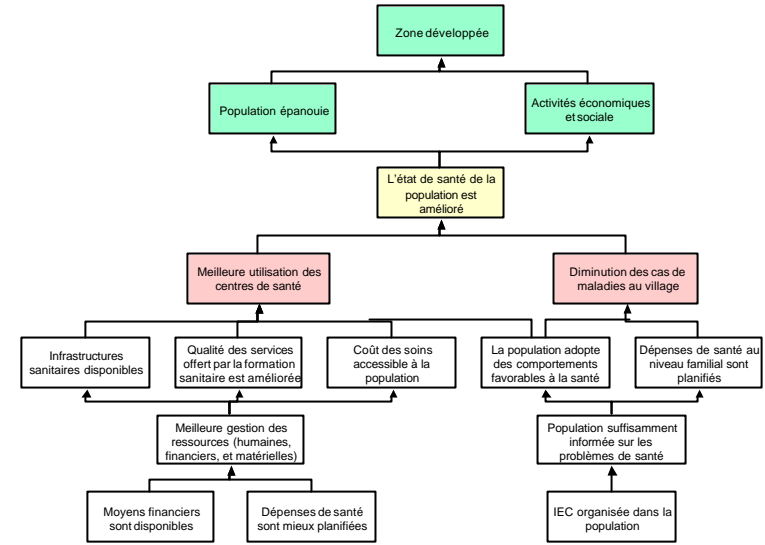 Zone développée
Population épanouie
Activités économiques
et sociale
L'état de santé de la
population est
amélioré
Meilleure utilisation des
centres de santé
Diminution des cas de
maladies au village
Infrastructures
sanitaires disponibles
Qualité des services
offert par la formation
sanitaire est améliorée
Coût des soins
accessible à la
population
La population adopte
des comportements
favorables à la santé
Dépenses de santé au
niveau familial sont
planifiés
Meilleure gestion des
ressources (humaines,
financiers, et matérielles)
Population suffisamment
informée sur les
problèmes de santé
Moyens financiers
sont disponibles
Dépenses de santé
sont mieux planifiées
IEC organisée dans la
population